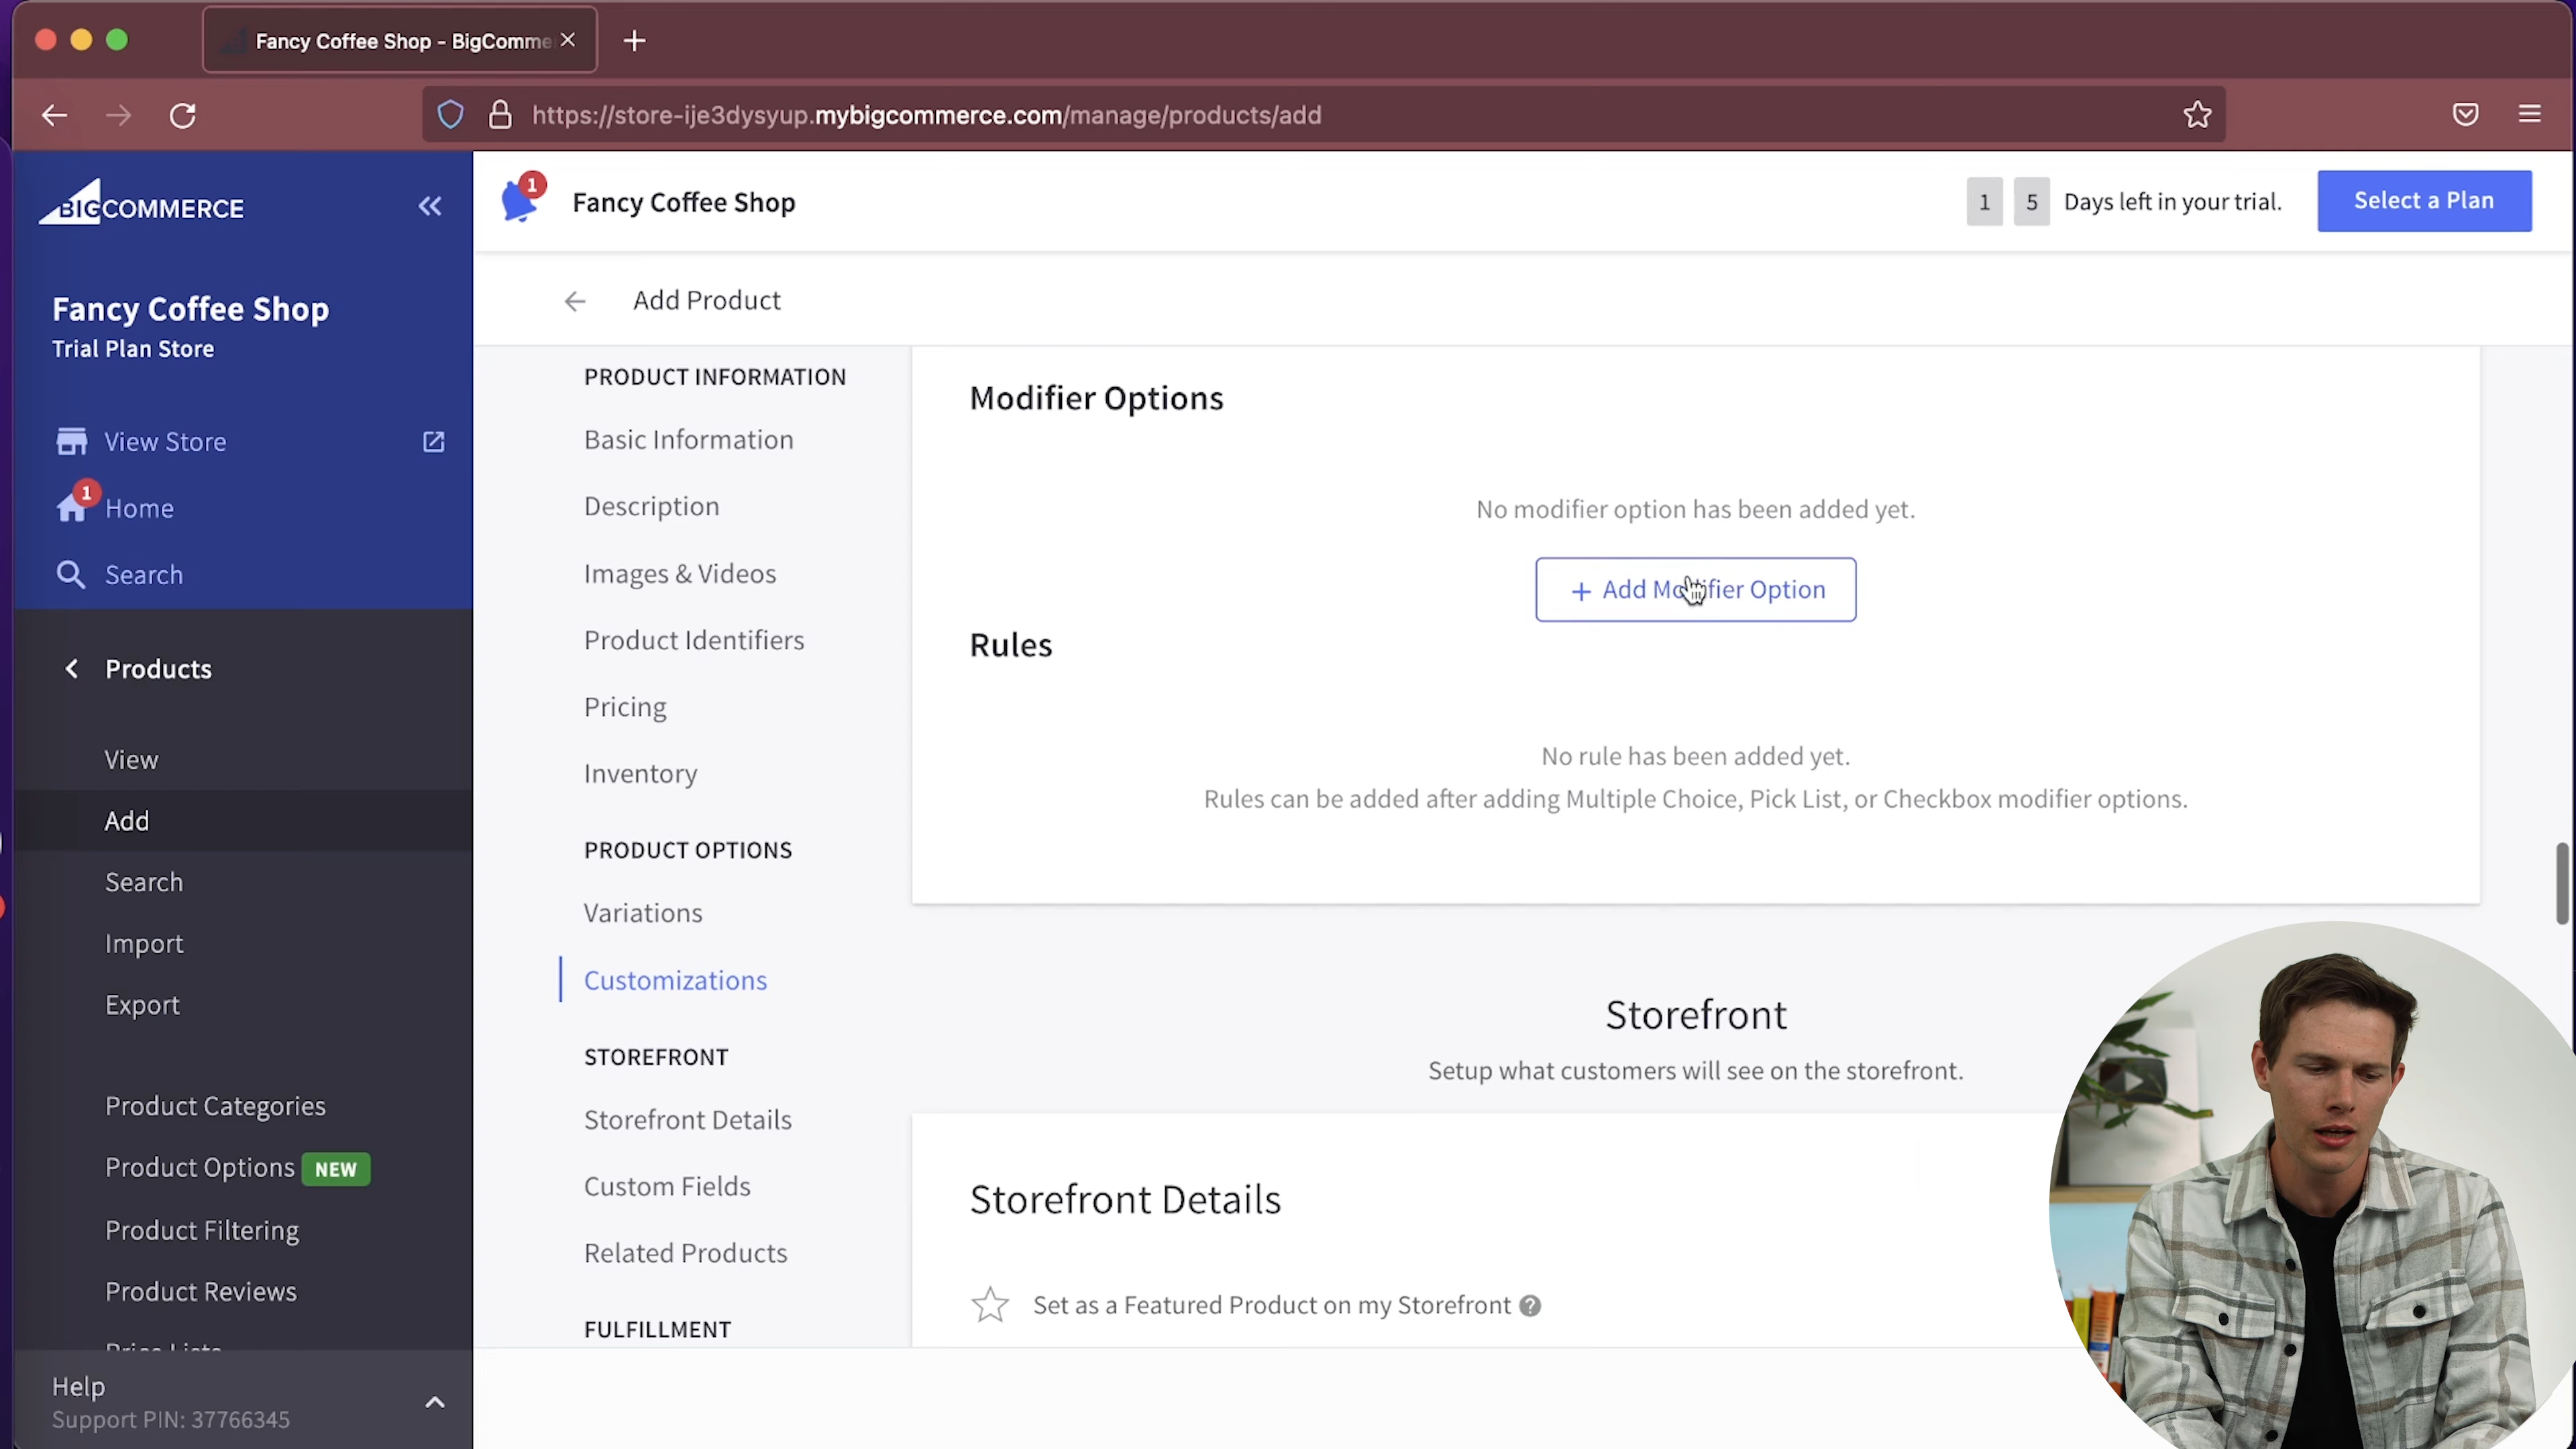 Fancy Coffee Shop - BigComme
https://store-ije3dysyup.mybigcommerce.com/manage/products/add
BIGCOMMERCE
1
Fancy Coffee Shop
1 5 Days left in your trial.
Select a Plan
Fancy Coffee Shop
Trial Plan Store
View Store
1
Home
Search
Products
View
Add
Search
Import
Export
Product Categories
Product Options NEW
Product Filtering
Product Reviews
Price Lists
Help
Support PIN: 37766345
Add Product
PRODUCT INFORMATION
Basic Information
Description
Images & Videos
Product Identifiers
Pricing
Inventory
PRODUCT OPTIONS
Variations
Customizations
STOREFRONT
Storefront Details
Custom Fields
Related Products
FULFILLMENT
Modifier Options
No modifier option has been added yet.
+ Add Modifier Option
Rules
No rule has been added yet.
Rules can be added after adding Multiple Choice, Pick List, or Checkbox modifier options.
Storefront
Setup what customers will see on the storefront.
Storefront Details
Set as a Featured Product on my Storefront ?